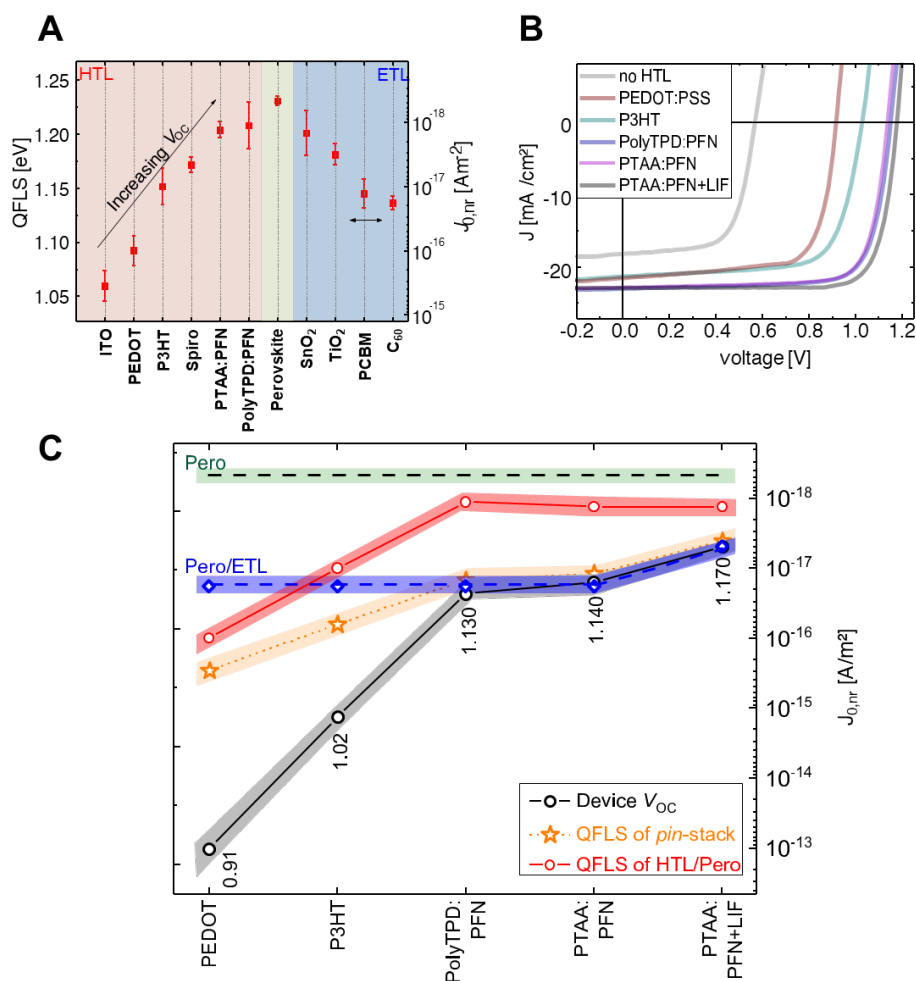 A
HTL
ETL
Increasing V_OC
QFLS [eV]
1.25
1.20
1.15
1.10
1.05
10⁻¹⁸
10⁻¹⁷
10⁻¹⁶
10⁻¹⁵
J_0,nr [Am⁻²]
ITO
PEDOT
P3HT
Spiro
PTAA:PFN
PolyTPD:PFN
Perovskite
SnO₂
TiO₂
PCBM
C₆₀
B
no HTL
PEDOT:PSS
P3HT
PolyTPD:PFN
PTAA:PFN
PTAA:PFN+LIF
J [mA /cm²]
0
-10
-20
-0.2 0.0 0.2 0.4 0.6 0.8 1.0 1.2
voltage [V]
C
Pero
Pero/ETL
0.91
1.02
1.130
1.140
1.170
10⁻¹⁸
10⁻¹⁷
10⁻¹⁶
10⁻¹⁵
10⁻¹⁴
10⁻¹³
J_0,nr [A/m²]
Device V_OC
QFLS of pin-stack
QFLS of HTL/Pero
PEDOT
P3HT
PolyTPD:
PFN
PTAA:
PFN
PTAA:
PFN+LIF